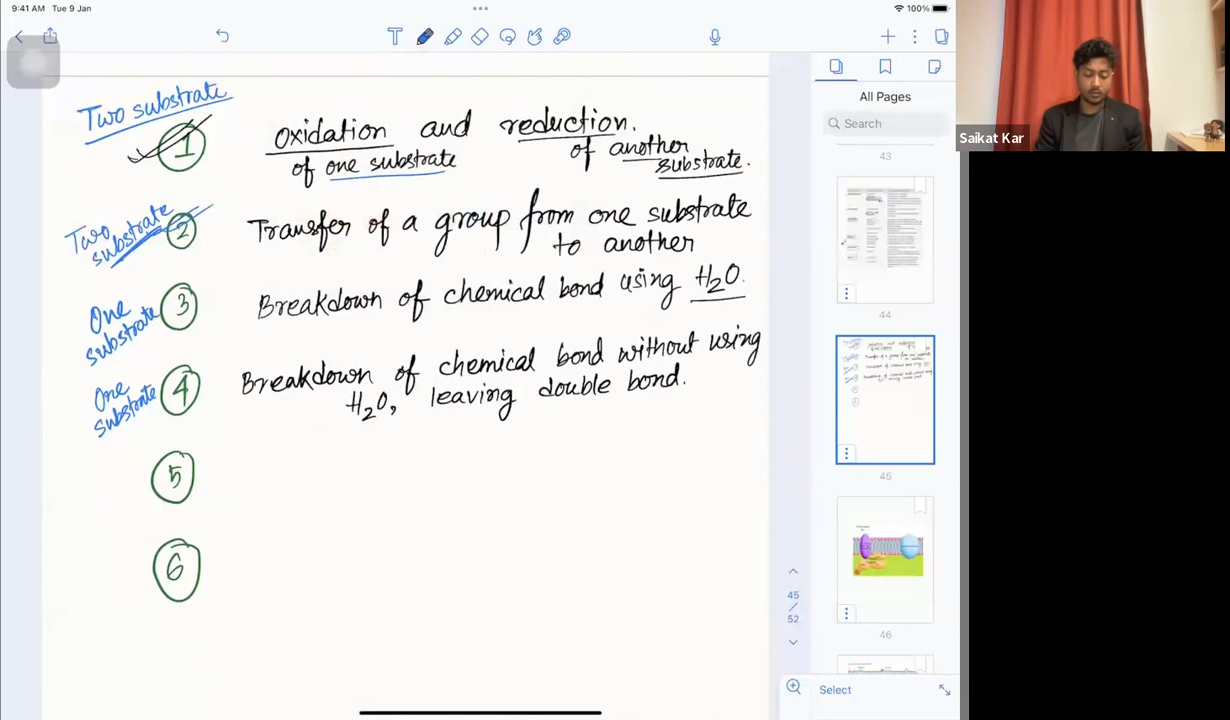 9:41 AM Tue 9 Jan
100%
All Pages
Search
43
44
45
46
45
/
52
Select
Saikat Kar
Two substrate
1 Oxidation and reduction.
of one substrate of another
substrate.
Two
substrate
2 Transfer of a group from one substrate
to another
One
substrate
3 Breakdown of chemical bond using H2O.
One
substrate
4 Breakdown of chemical bond without using
H2O, leaving double bond.
5
6